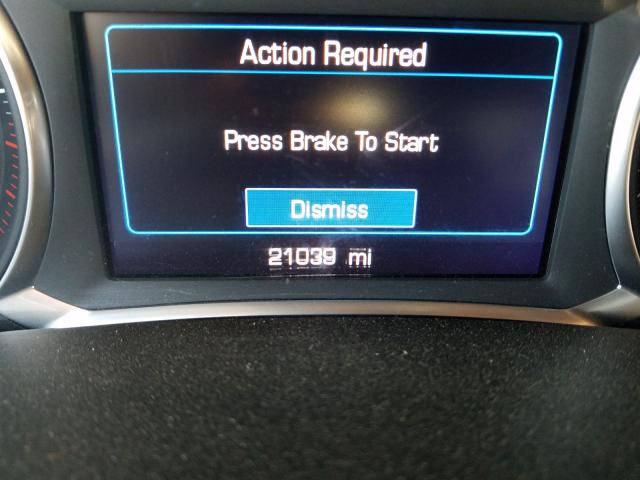 Action Required
Press Brake To Start
Dismiss
21039 mi